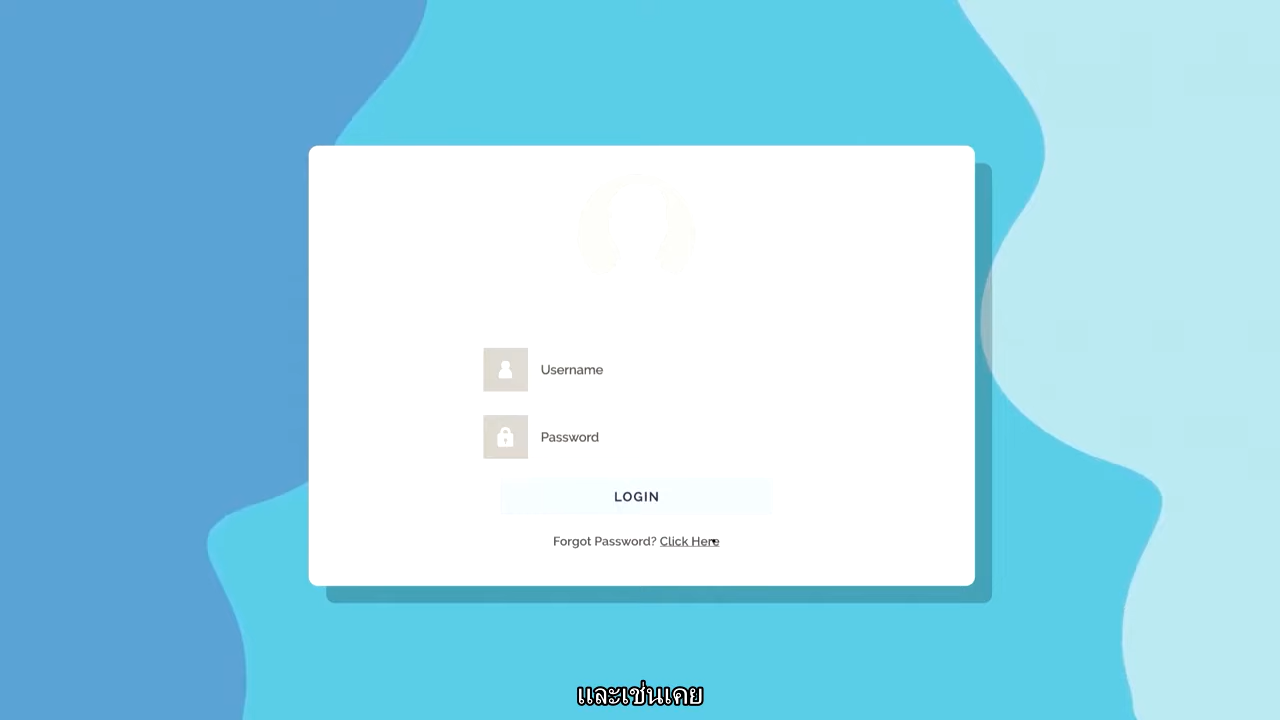 Username
Password
LOGIN
Forgot Password? Click Here
และเช่นเคย